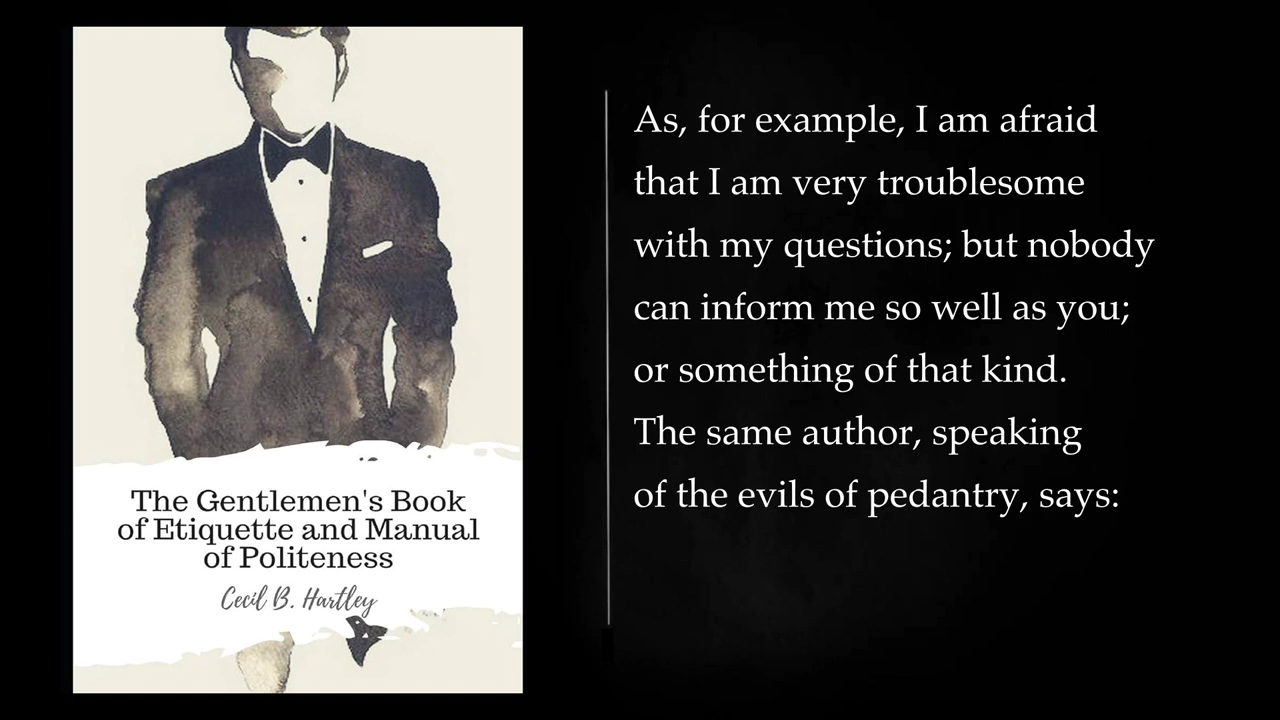 The Gentlemen's Book
of Etiquette and Manual
of Politeness
Cecil B. Hartley
As, for example, I am afraid
that I am very troublesome
with my questions; but nobody
can inform me so well as you;
or something of that kind.
The same author, speaking
of the evils of pedantry, says: